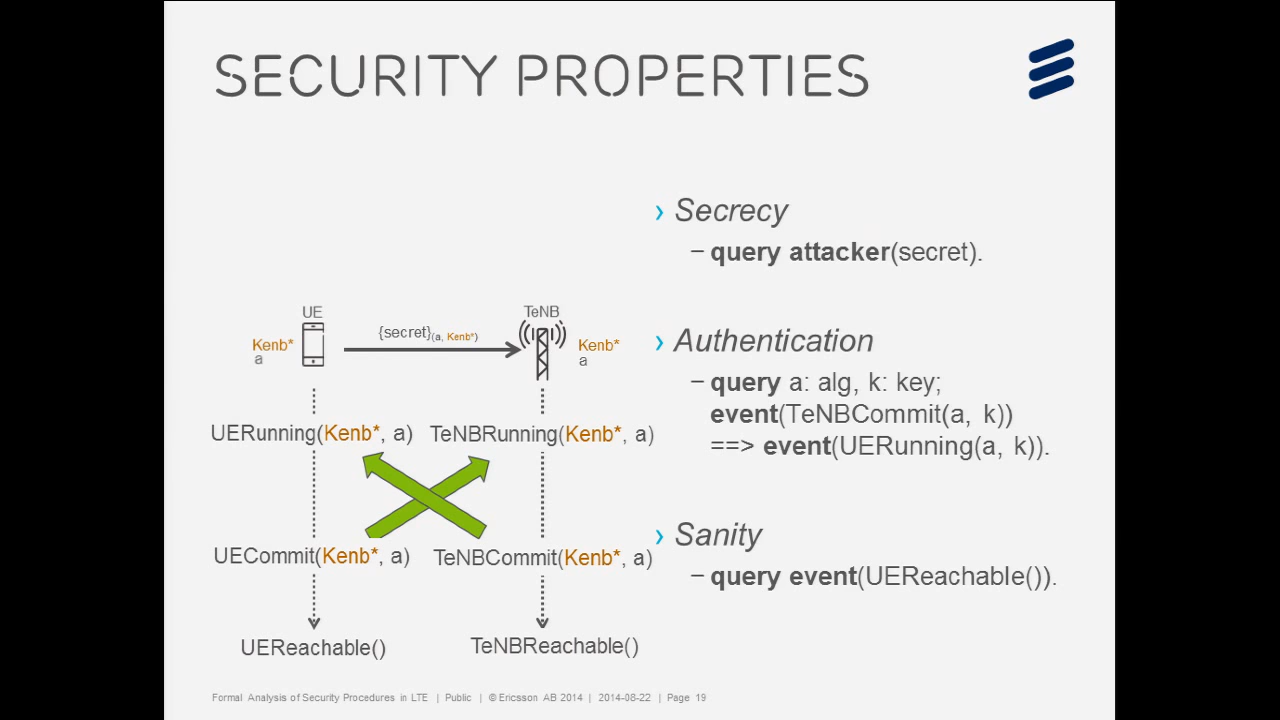 SECURITY PROPERTIES
› Secrecy
– query attacker(secret).
UE
TeNB
{secret}(a, Kenb*)
Kenb*
a
Kenb*
a
› Authentication
– query a: alg, k: key;
event(TeNBCommit(a, k))
==> event(UERunning(a, k)).
UERunning(Kenb*, a)
TeNBRunning(Kenb*, a)
UECommit(Kenb*, a)
TeNBCommit(Kenb*, a)
› Sanity
– query event(UEReachable()).
UEReachable()
TeNBReachable()
Formal Analysis of Security Procedures in LTE | Public | © Ericsson AB 2014 | 2014-08-22 | Page 19